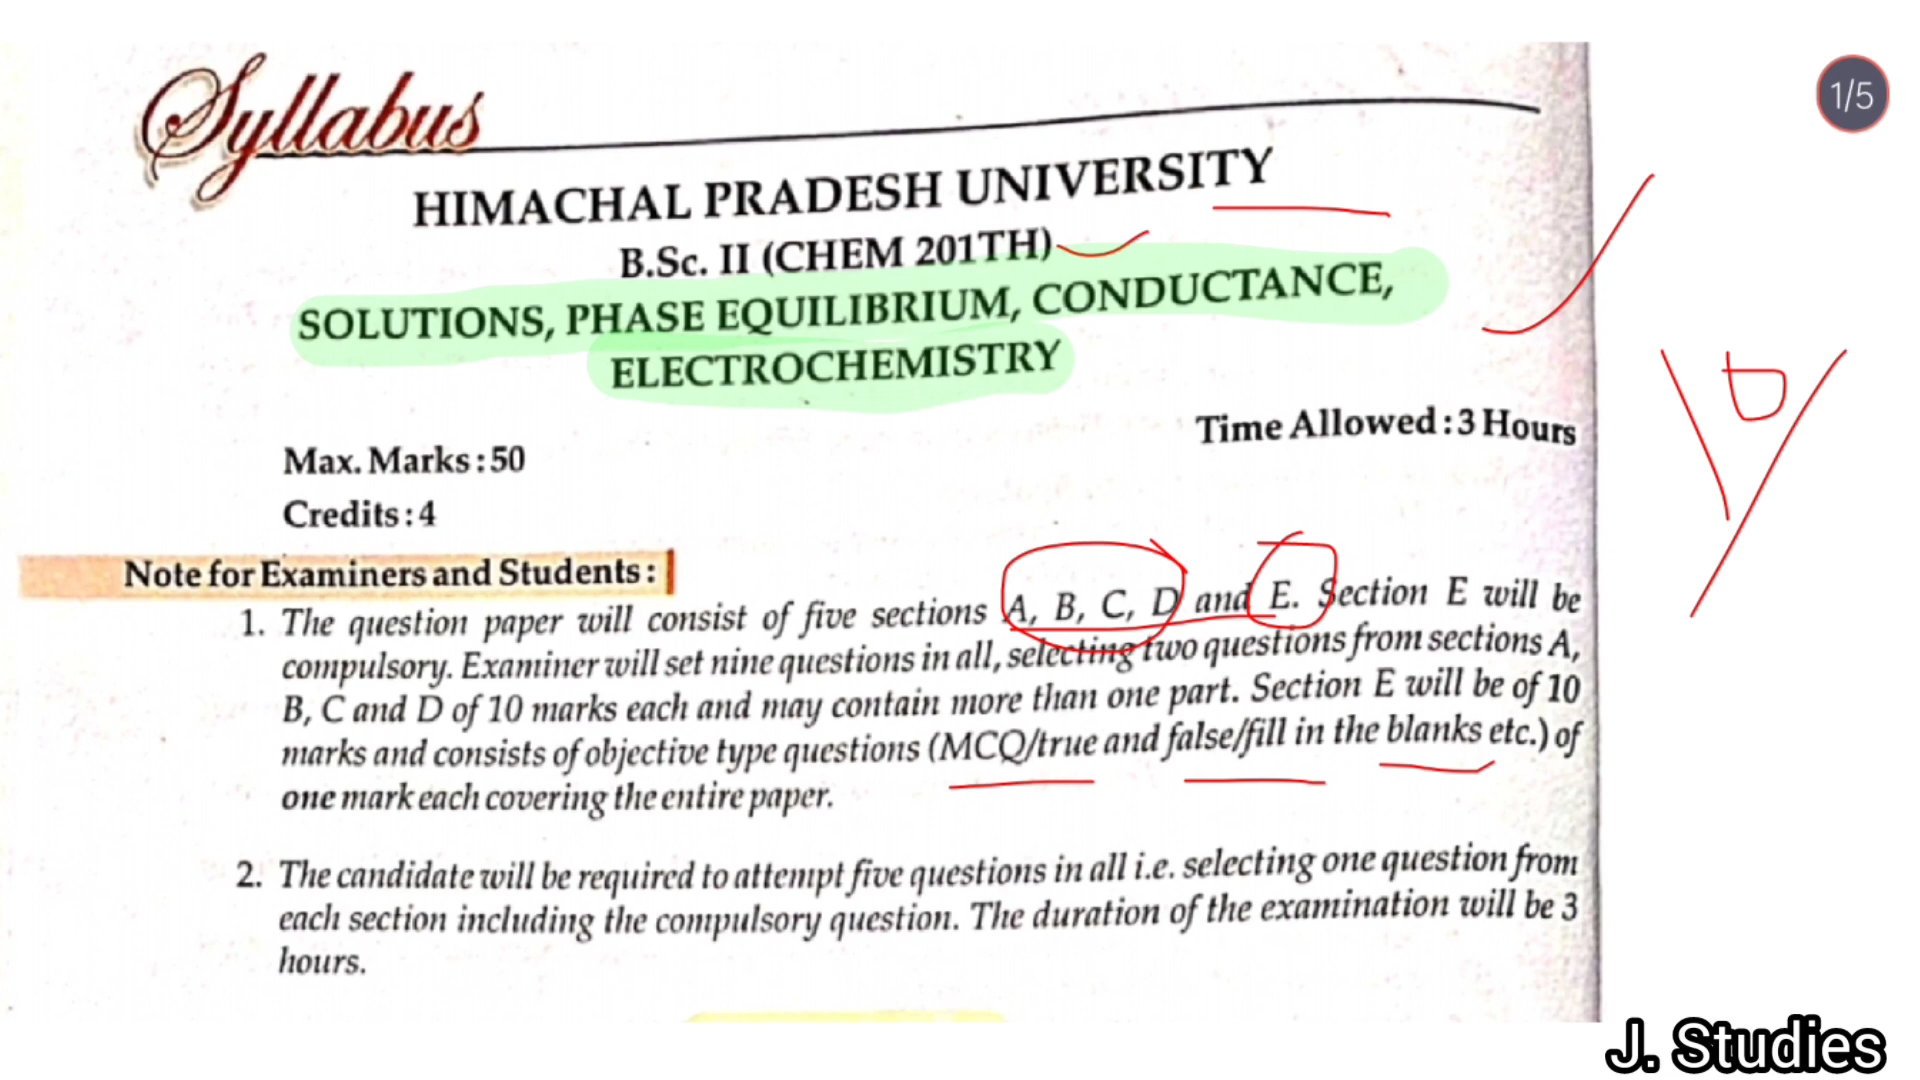 Syllabus
1/5
HIMACHAL PRADESH UNIVERSITY
B.Sc. II (CHEM 201TH)
SOLUTIONS, PHASE EQUILIBRIUM, CONDUCTANCE,
ELECTROCHEMISTRY
Time Allowed : 3 Hours
Max. Marks : 50
Credits : 4
Note for Examiners and Students :
1. The question paper will consist of five sections A, B, C, D and E. Section E will be
compulsory. Examiner will set nine questions in all, selecting two questions from sections A,
B, C and D of 10 marks each and may contain more than one part. Section E will be of 10
marks and consists of objective type questions (MCQ/true and false/fill in the blanks etc.) of
one mark each covering the entire paper.
2. The candidate will be required to attempt five questions in all i.e. selecting one question from
each section including the compulsory question. The duration of the examination will be 3
hours.
J. Studies